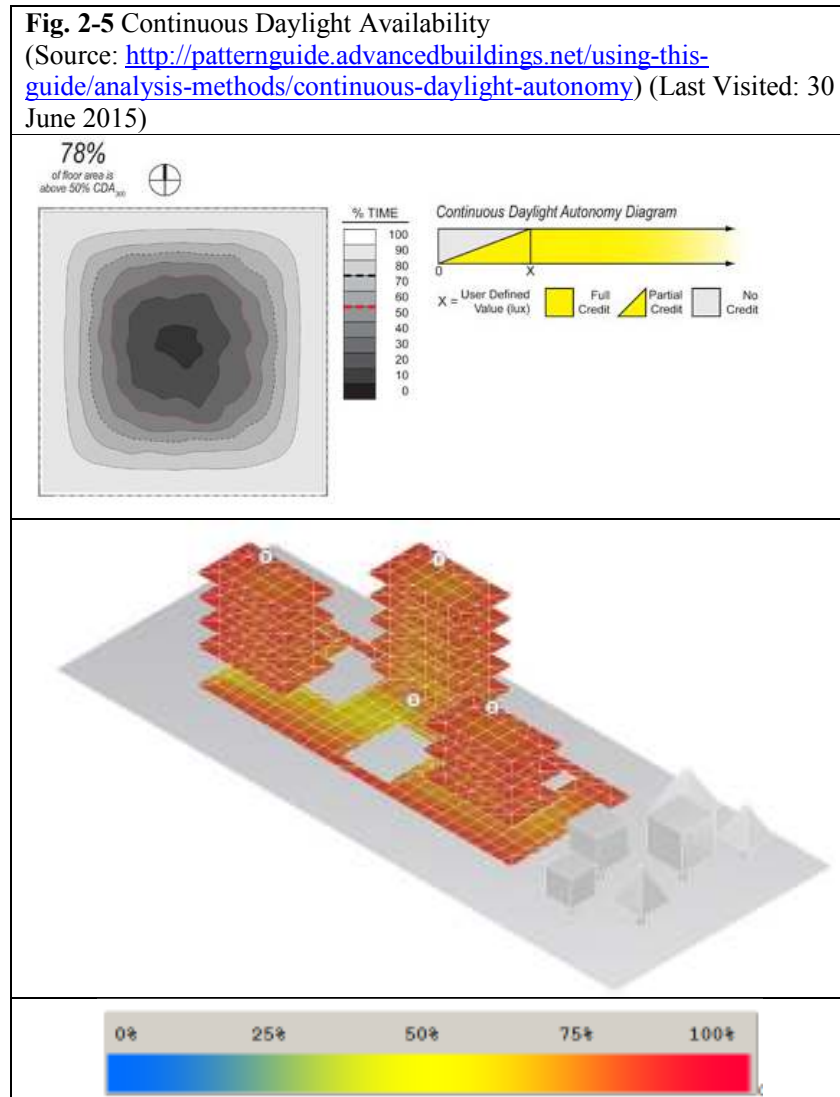 Fig. 2-5 Continuous Daylight Availability
(Source: http://patternguide.advancedbuildings.net/using-this-
guide/analysis-methods/continuous-daylight-autonomy) (Last Visited: 30
June 2015)
78%
of floor area is
above 50% CDA300
% TIME
100
90
80
70
60
50
40
30
20
10
0
Continuous Daylight Autonomy Diagram
0 X
X = User Defined Value (lux)
Full Credit
Partial Credit
No Credit
0% 25% 50% 75% 100%